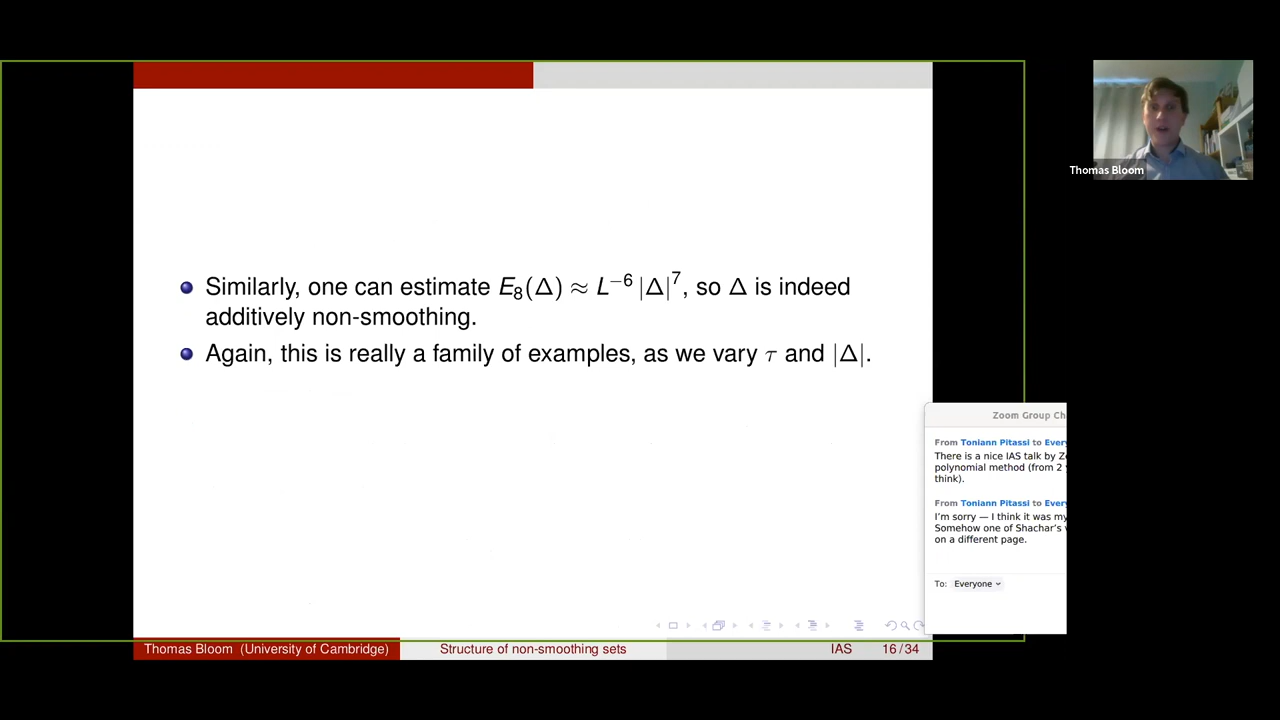 Similarly, one can estimate E₈(Δ) ≈ L⁻⁶ |Δ|⁷, so Δ is indeed
additively non-smoothing.
Again, this is really a family of examples, as we vary τ and |Δ|.
Thomas Bloom (University of Cambridge)
Structure of non-smoothing sets
IAS
16/34
Thomas Bloom
Zoom Group Ch
From Toniann Pitassi to Every
There is a nice IAS talk by
polynomial method (from 2
think).
From Toniann Pitassi to Every
I'm sorry — I think it was my
Somehow one of Shachar's
on a different page.
To: Everyone